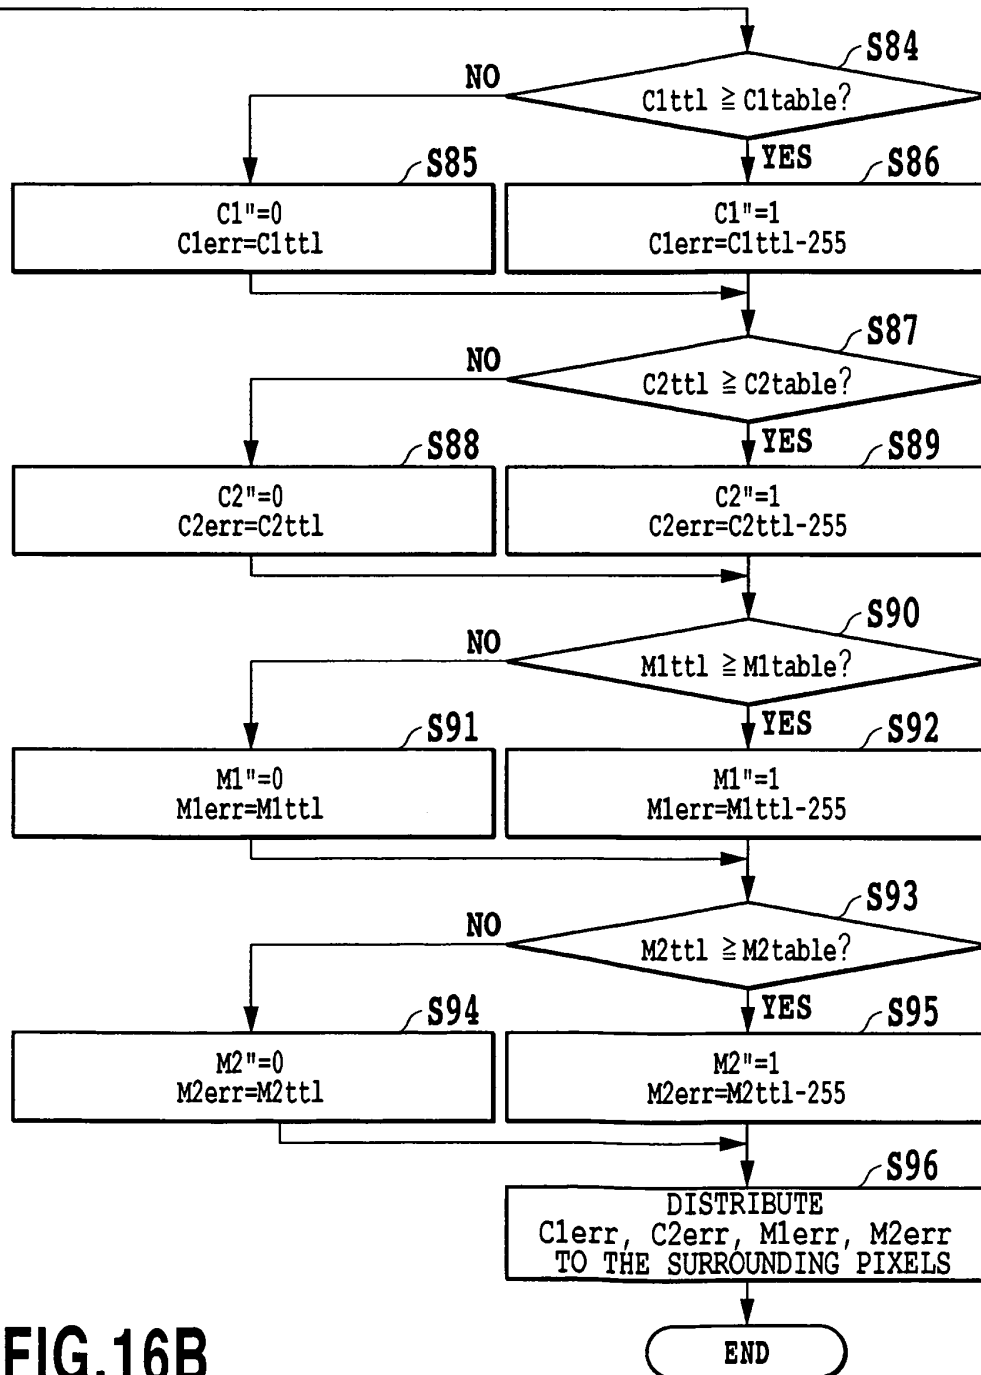 S84
NO
C1ttl ≧ C1table?
YES
S85
C1"=0
C1err=C1ttl
S86
C1"=1
C1err=C1ttl-255
S87
NO
C2ttl ≧ C2table?
YES
S88
C2"=0
C2err=C2ttl
S89
C2"=1
C2err=C2ttl-255
S90
NO
M1ttl ≧ M1table?
YES
S91
M1"=0
M1err=M1ttl
S92
M1"=1
M1err=M1ttl-255
S93
NO
M2ttl ≧ M2table?
YES
S94
M2"=0
M2err=M2ttl
S95
M2"=1
M2err=M2ttl-255
S96
DISTRIBUTE
C1err, C2err, M1err, M2err
TO THE SURROUNDING PIXELS
END
FIG.16B